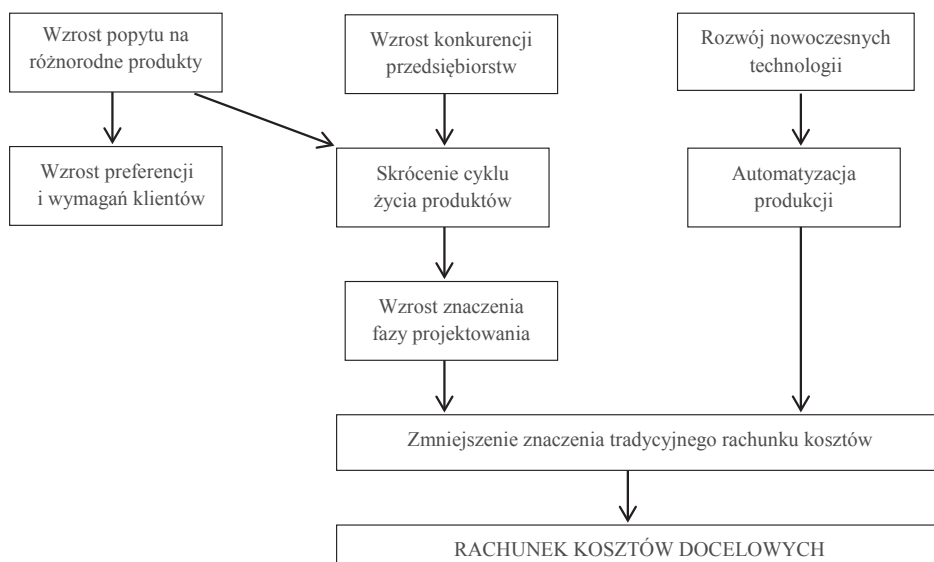 Wzrost popytu na
różnorodne produkty
Wzrost konkurencji
przedsiębiorstw
Rozwój nowoczesnych
technologii
Wzrost preferencji
i wymagań klientów
Skrócenie cyklu
życia produktów
Automatyzacja
produkcji
Wzrost znaczenia
fazy projektowania
Zmniejszenie znaczenia tradycyjnego rachunku kosztów
RACHUNEK KOSZTÓW DOCELOWYCH